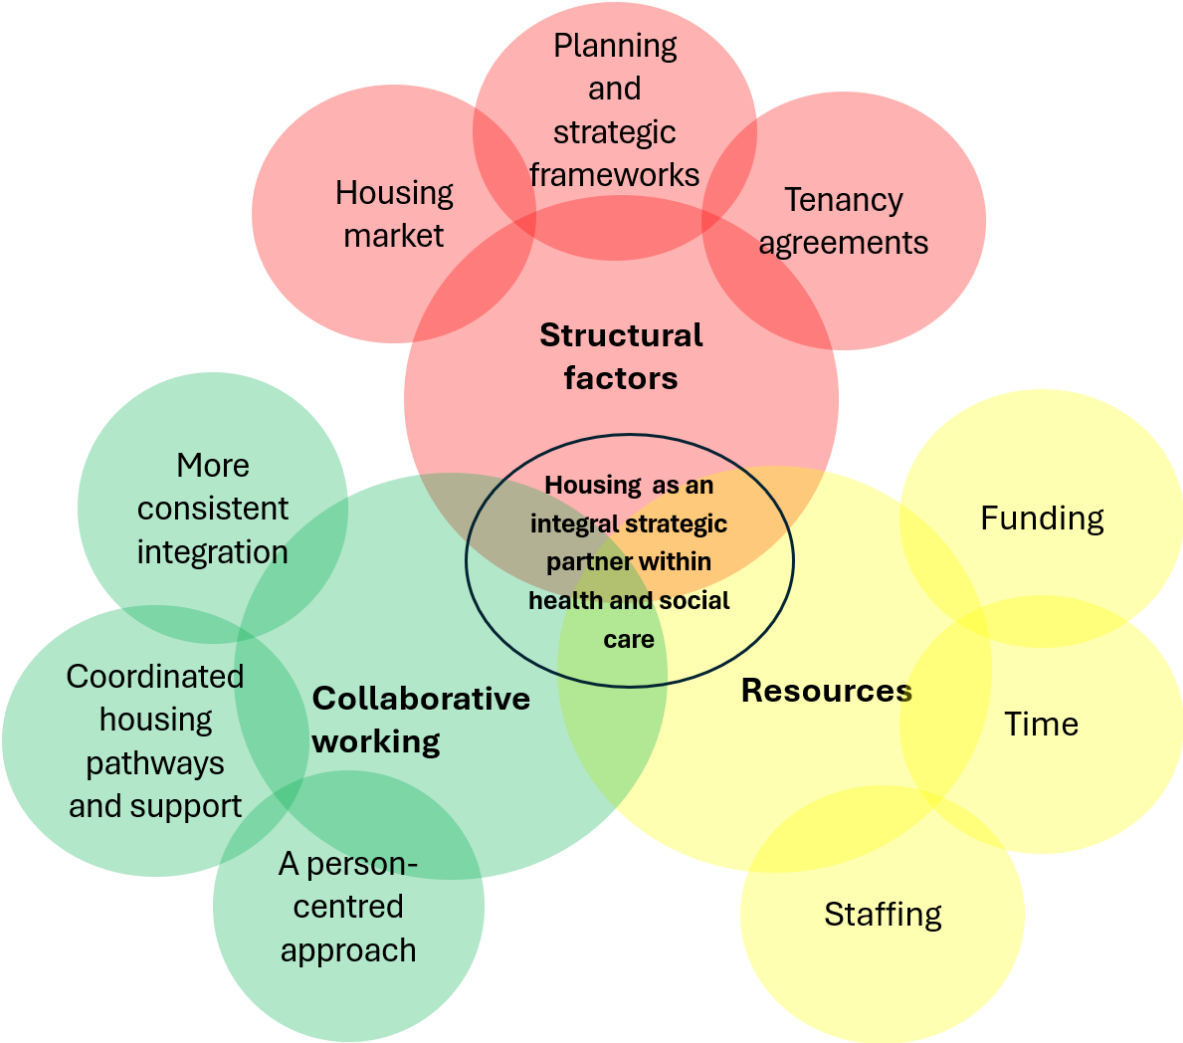 Planning
and
strategic
frameworks
Housing
market
Tenancy
agreements
Structural
factors
More
consistent
integration
Housing as an
integral strategic
partner within
health and social
care
Funding
Coordinated
housing
pathways
and support
Collaborative
working
Resources
Time
A person-
centred
approach
Staffing